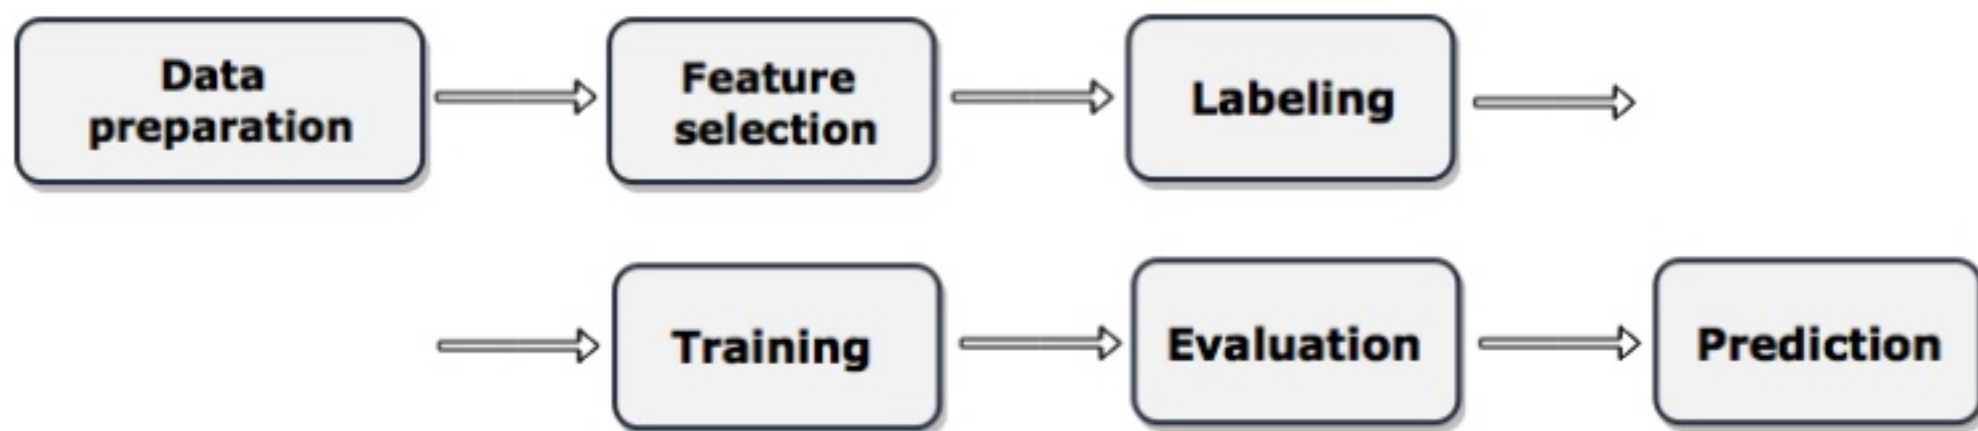 Data
preparation
Feature
selection
Labeling
Training
Evaluation
Prediction